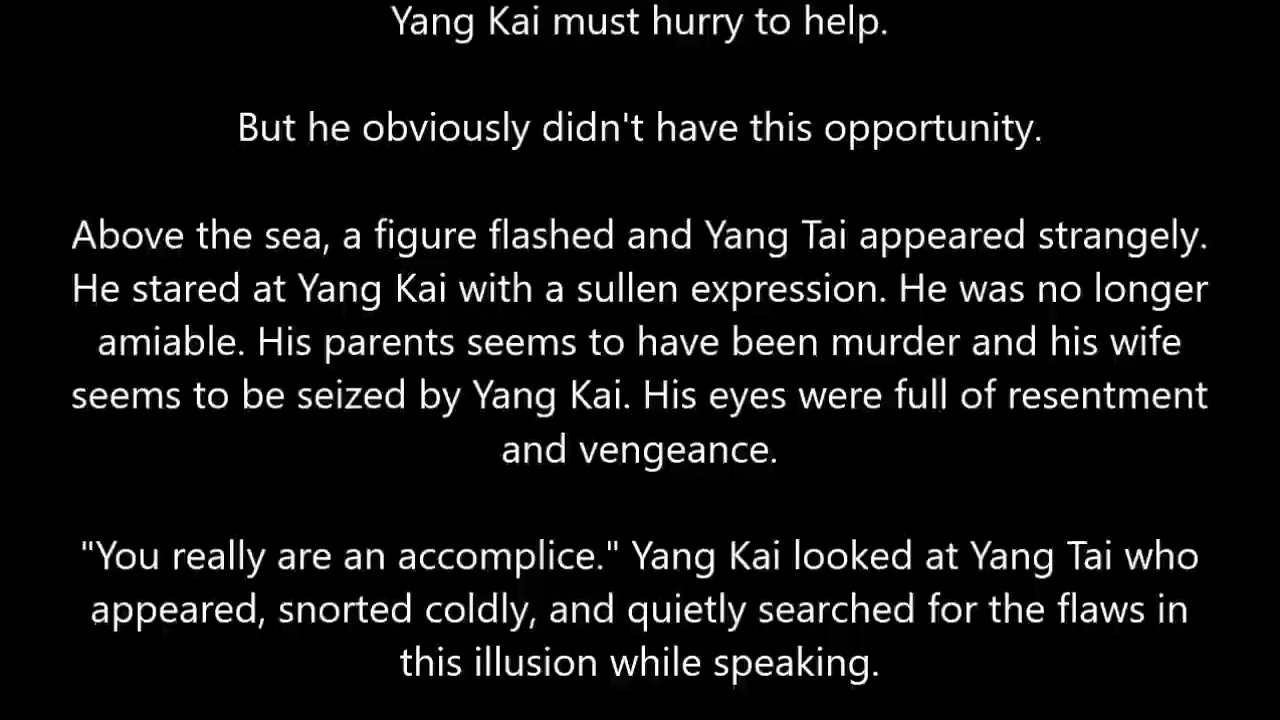 Yang Kai must hurry to help.
But he obviously didn't have this opportunity.
Above the sea, a figure flashed and Yang Tai appeared strangely.
He stared at Yang Kai with a sullen expression. He was no longer
amiable. His parents seems to have been murder and his wife
seems to be seized by Yang Kai. His eyes were full of resentment
and vengeance.
"You really are an accomplice." Yang Kai looked at Yang Tai who
appeared, snorted coldly, and quietly searched for the flaws in
this illusion while speaking.